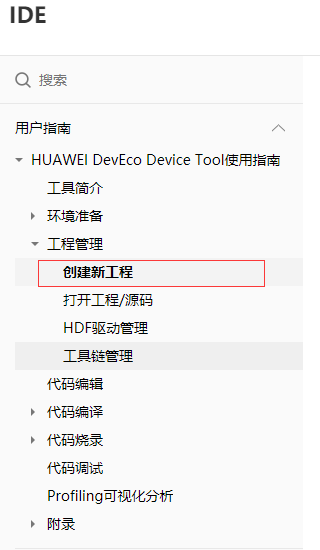 IDE
搜索
用户指南
HUAWEI DevEco Device Tool使用指南
工具简介
环境准备
工程管理
创建新工程
打开工程/源码
HDF驱动管理
工具链管理
代码编辑
代码编译
代码烧录
代码调试
Profiling可视化分析
附录